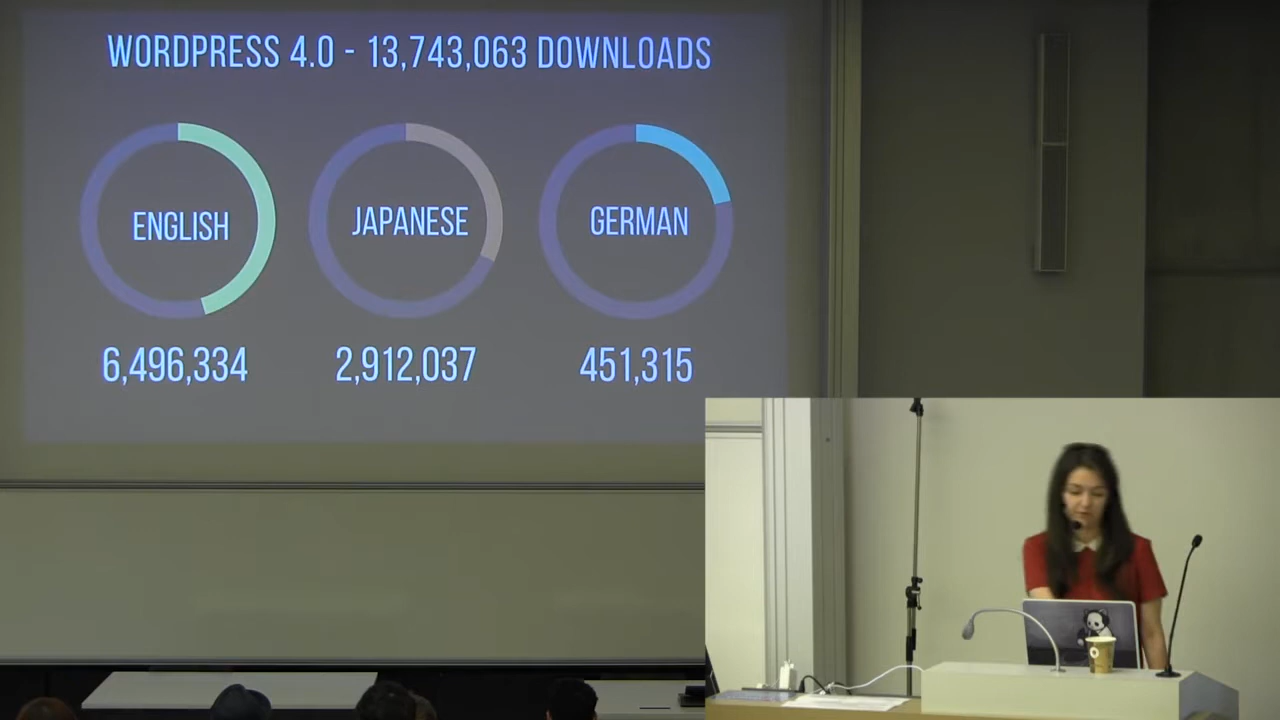 WORDPRESS 4.0 - 13,743,063 DOWNLOADS
ENGLISH
JAPANESE
GERMAN
6,496,334
2,912,037
451,315